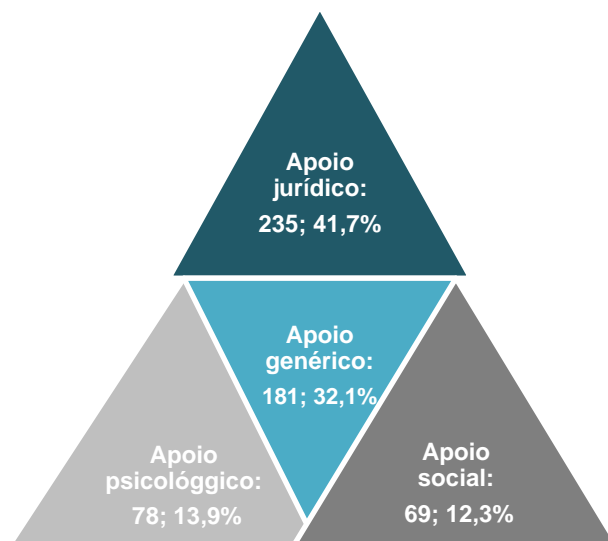 Apoio
jurídico:
235; 41,7%
Apoio
genérico:
181; 32,1%
Apoio
psicológgico:
78; 13,9%
Apoio
social:
69; 12,3%